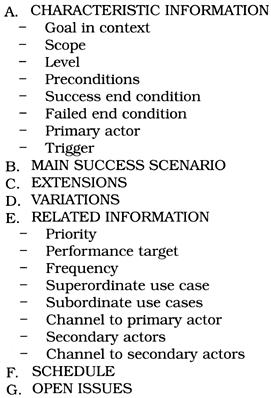 A. CHARACTERISTIC INFORMATION
– Goal in context
– Scope
– Level
– Preconditions
– Success end condition
– Failed end condition
– Primary actor
– Trigger
B. MAIN SUCCESS SCENARIO
C. EXTENSIONS
D. VARIATIONS
E. RELATED INFORMATION
– Priority
– Performance target
– Frequency
– Superordinate use case
– Subordinate use cases
– Channel to primary actor
– Secondary actors
– Channel to secondary actors
F. SCHEDULE
G. OPEN ISSUES